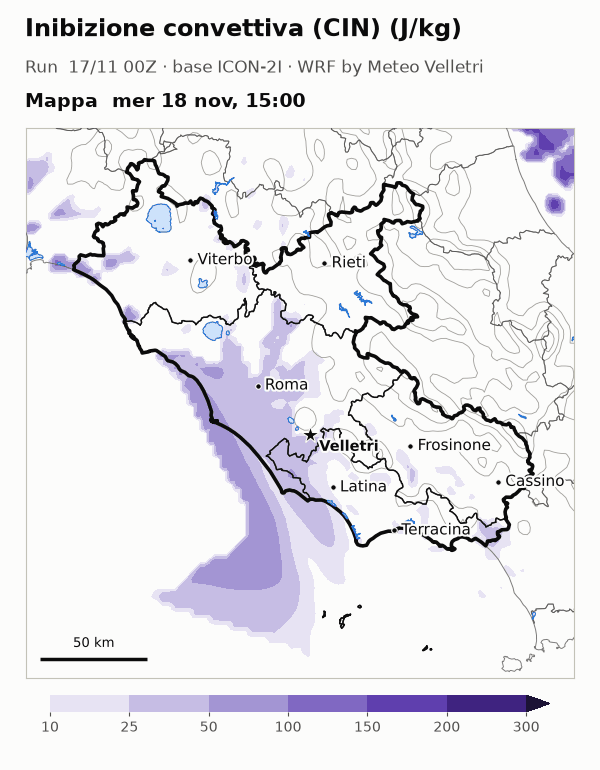 Inibizione convettiva (CIN) (J/kg)
Run 17/11 00Z · base ICON-2I · WRF by Meteo Velletri
Mappa mer 18 nov, 15:00
Viterbo
Rieti
Roma
Velletri
Frosinone
Latina
Cassino
Terracina
50 km
10 25 50 100 150 200 300